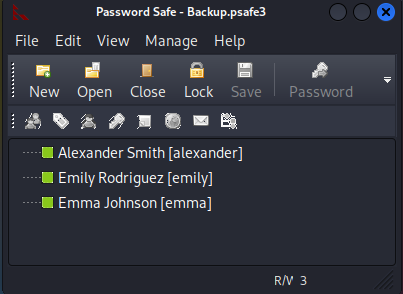 Password Safe - Backup.psafe3
File Edit View Manage Help
New Open Close Lock Save Password
Alexander Smith [alexander]
Emily Rodriguez [emily]
Emma Johnson [emma]
R/W 3